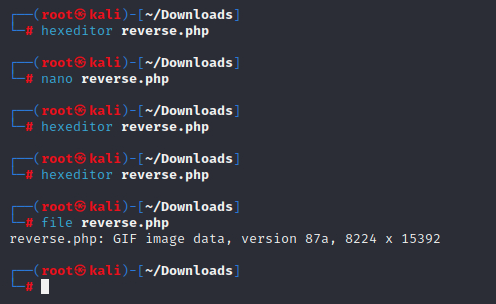 ┌──(root㉿kali)-[~/Downloads]
└─# hexeditor reverse.php
┌──(root㉿kali)-[~/Downloads]
└─# nano reverse.php
┌──(root㉿kali)-[~/Downloads]
└─# hexeditor reverse.php
┌──(root㉿kali)-[~/Downloads]
└─# hexeditor reverse.php
┌──(root㉿kali)-[~/Downloads]
└─# file reverse.php
reverse.php: GIF image data, version 87a, 8224 x 15392
┌──(root㉿kali)-[~/Downloads]
└─#